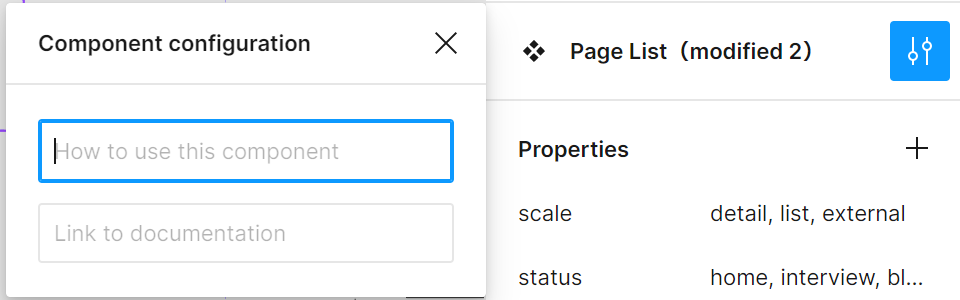 Component configuration
How to use this component
Link to documentation
Page List（modified 2）
Properties
scale detail, list, external
status home, interview, bl...